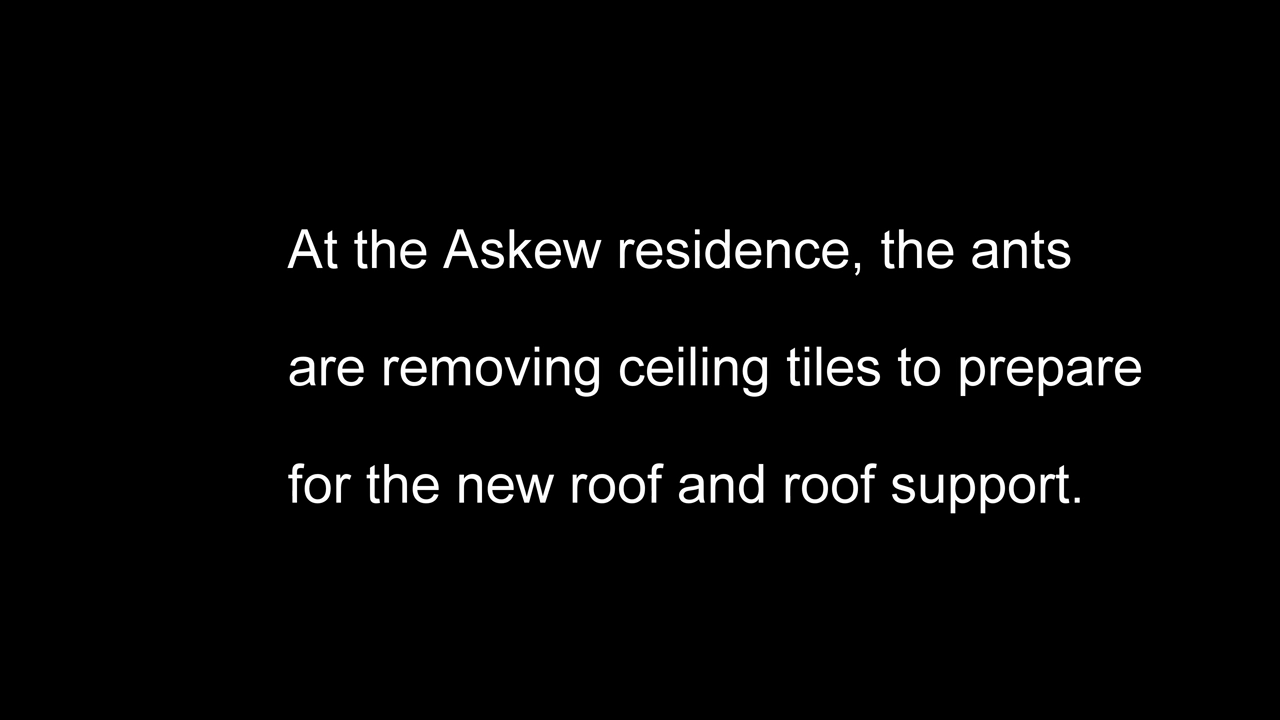 At the Askew residence, the ants
are removing ceiling tiles to prepare
for the new roof and roof support.